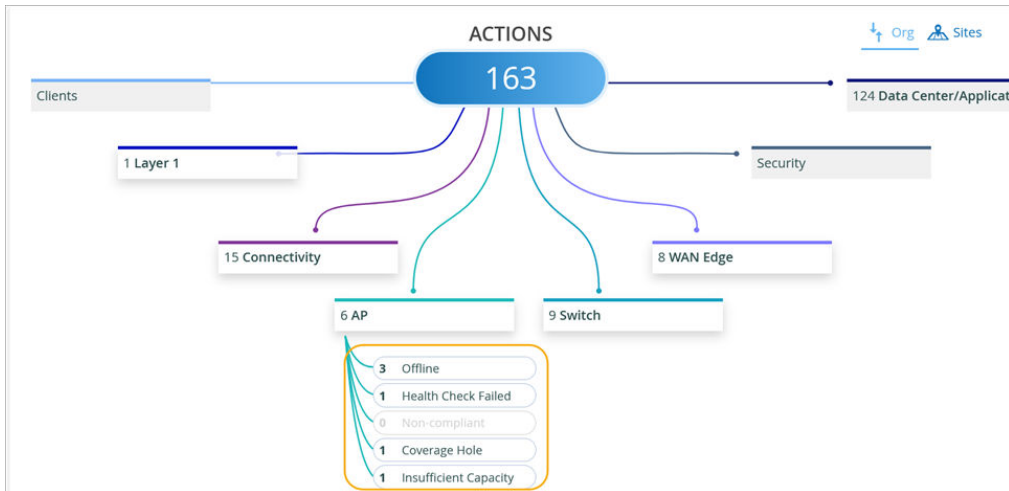 ACTIONS
163
Org
Sites
Clients
124 Data Center/Applicat
1 Layer 1
Security
15 Connectivity
8 WAN Edge
6 AP
9 Switch
3 Offline
1 Health Check Failed
0 Non-compliant
1 Coverage Hole
1 Insufficient Capacity